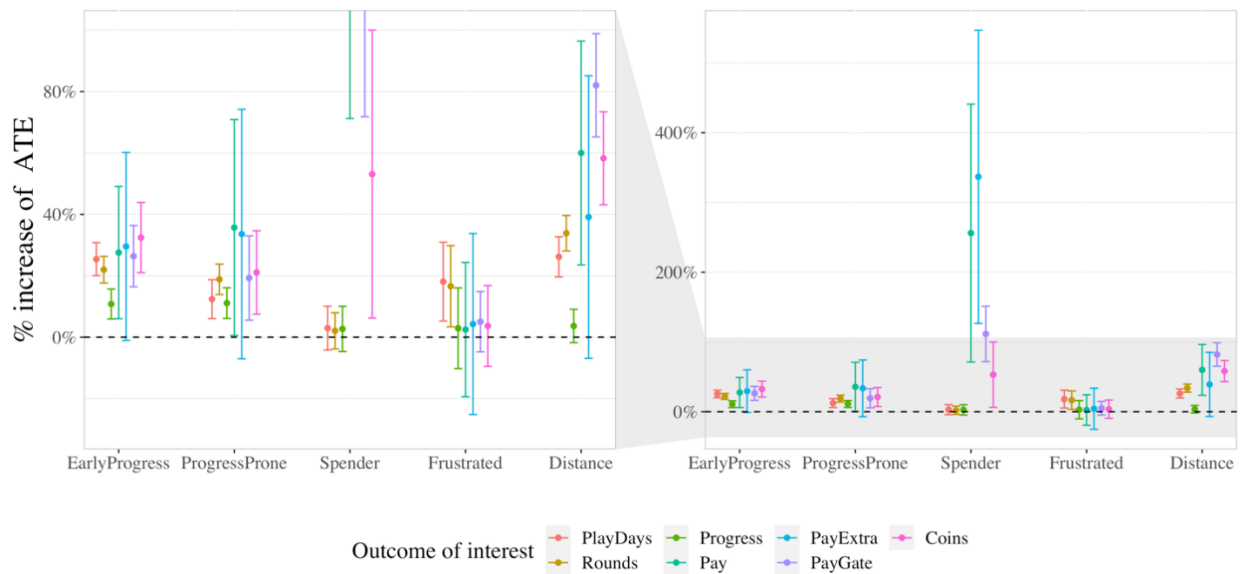 % increase of ATE
80%
40%
0%
EarlyProgress ProgressProne Spender Frustrated Distance
400%
200%
0%
EarlyProgress ProgressProne Spender Frustrated Distance
Outcome of interest
PlayDays Progress PayExtra Coins
Rounds Pay PayGate